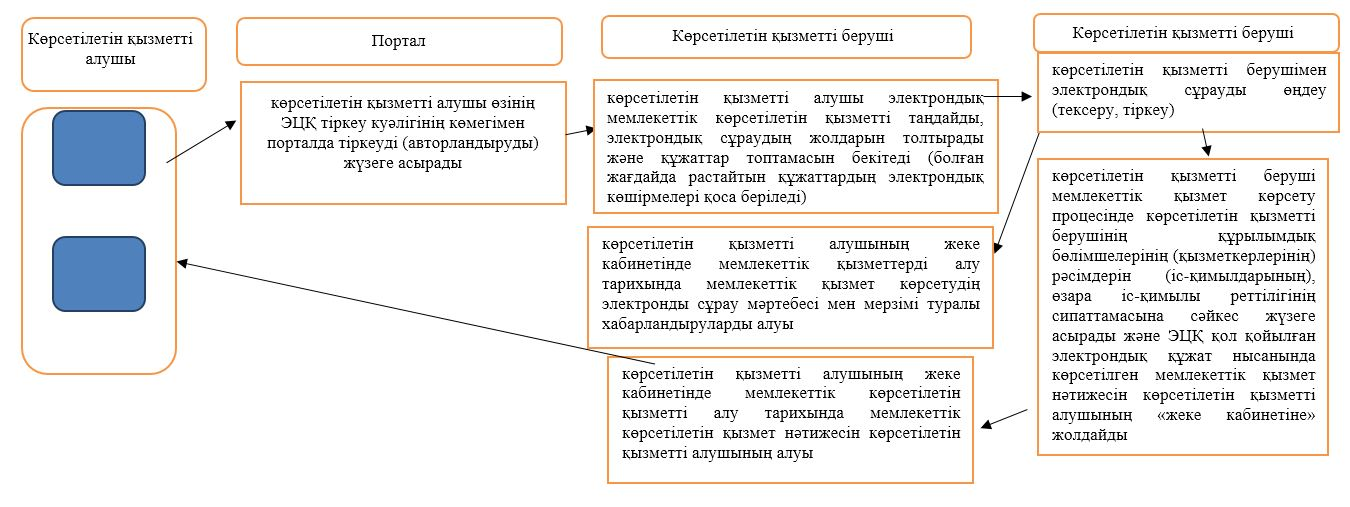 Көрсетілетін қызметті
алушы
Портал
Көрсетілетін қызметті беруші
Көрсетілетін қызметті беруші
көрсетілетін қызметті алушы өзінің
ЭЦҚ тіркеу куәлігінің көмегімен
порталда тіркеуді (авторландыруды)
жүзеге асырады
көрсетілетін қызметті алушы электрондық
мемлекеттік көрсетілетін қызметті таңдайды,
электрондық сұраудың жолдарын толтырады
және құжаттар топтамасын бекітеді (болған
жағдайда растайтын құжаттардың электрондық
көшірмелері қоса беріледі)
көрсетілетін қызметті берушімен
электрондық сұрауды өңдеу
(тексеру, тіркеу)
көрсетілетін қызметті алушының жеке
кабинетінде мемлекеттік қызметтерді алу
тарихында мемлекеттік қызмет көрсетудің
электронды сұрау мәртебесі мен мерзімі туралы
хабарландыруларды алуы
көрсетілетін қызметті беруші
мемлекеттік қызмет көрсету
процесінде көрсетілетін қызметті
берушінің құрылымдық
бөлімшелерінің (қызметкерлерінің)
рәсімдерін (іс-қимылдарының),
өзара іс-қимылы реттілігінің
сипаттамасына сәйкес жүзеге
асырады және ЭЦҚ қол қойылған
электрондық құжат нысанында
көрсетілген мемлекеттік қызмет
нәтижесін көрсетілетін қызметті
алушының «жеке кабинетіне»
жолдайды
көрсетілетін қызметті алушының жеке
кабинетінде мемлекеттік көрсетілетін
қызметті алу тарихында мемлекеттік
көрсетілетін қызмет нәтижесін көрсетілетін
қызметті алушының алуы